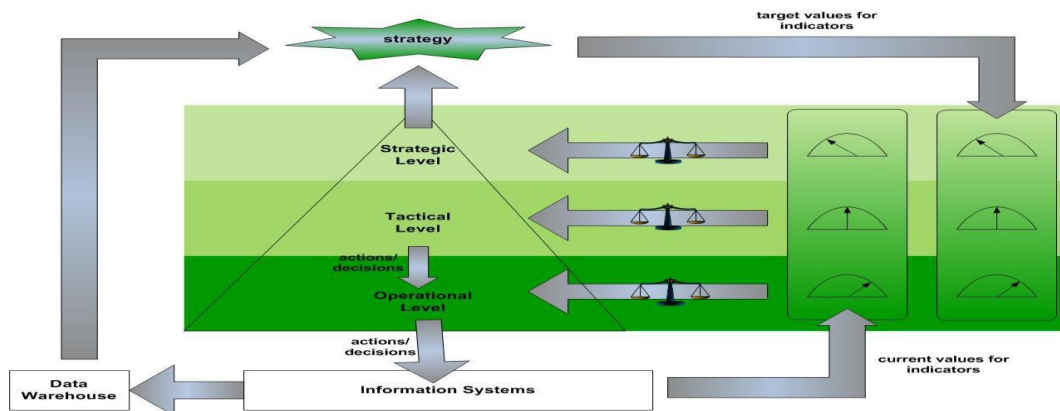 target values for
indicators
strategy
Strategic
Level
Tactical
Level
actions/
decisions
Operational
Level
actions/
decisions
current values for
indicators
Data
Warehouse
Information Systems